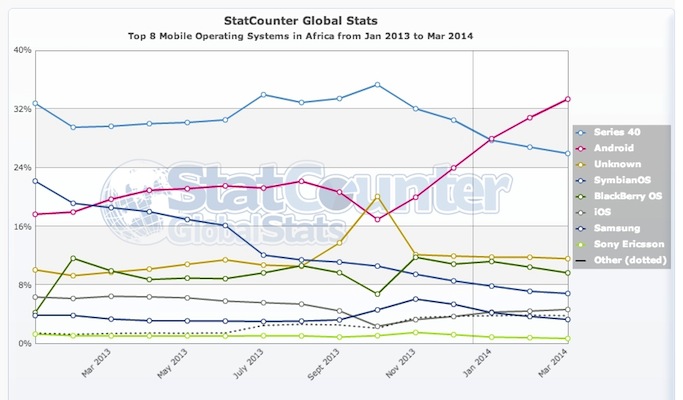 StatCounter Global Stats
Top 8 Mobile Operating Systems in Africa from Jan 2013 to Mar 2014
40%
32%
24%
16%
8%
0%
StatCounter
GlobalStats
Series 40
Android
Unknown
SymbianOS
BlackBerry OS
iOS
Samsung
Sony Ericsson
Other (dotted)
Mar 2013
May 2013
July 2013
Sept 2013
Nov 2013
Jan 2014
Mar 2014